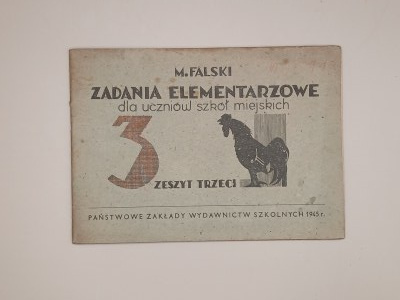 M. FALSKI
ZADANIA ELEMENTARZOWE
dla uczniów szkół miejskich
3
ZESZYT TRZECI
PAŃSTWOWE ZAKŁADY WYDAWNICTW SZKOLNYCH 1945 r.